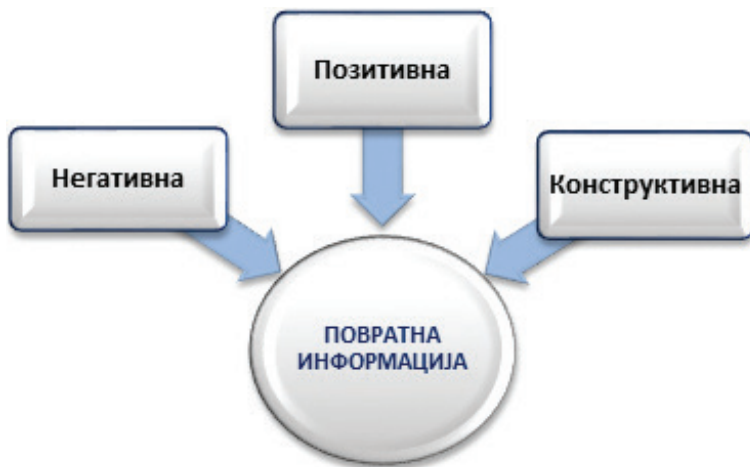 Позитивна
Негативна
Конструктивна
ПОВРАТНА
ИНФОРМАЦИЈА